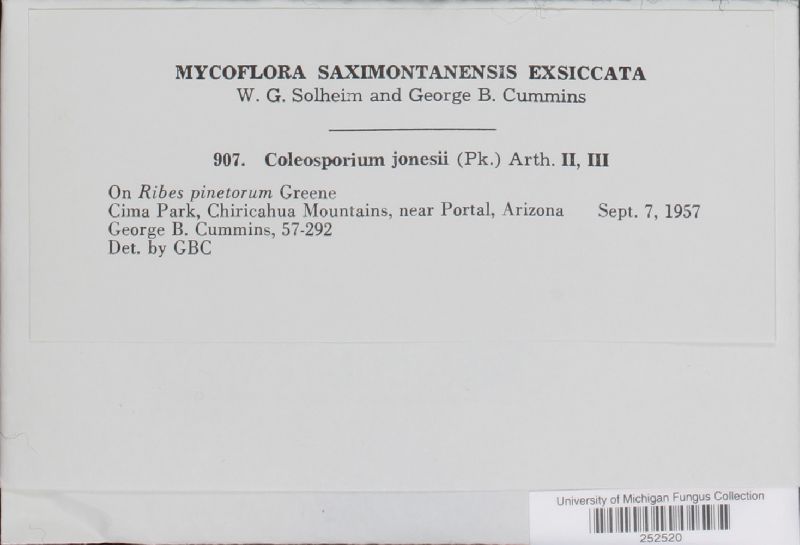 MYCOFLORA SAXIMONTANENSIS EXSICCATA
W. G. Solheim and George B. Cummins
907. Coleosporium jonesii (Pk.) Arth. II, III
On Ribes pinetorum Greene
Cima Park, Chiricahua Mountains, near Portal, Arizona Sept. 7, 1957
George B. Cummins, 57-292
Det. by GBC
University of Michigan Fungus Collection
252520